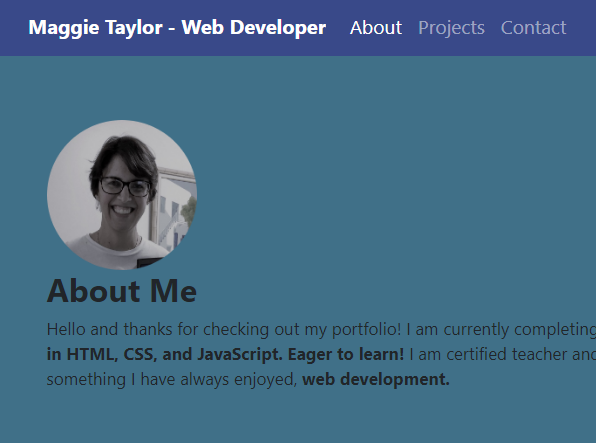 Maggie Taylor - Web Developer About Projects Contact
About Me
Hello and thanks for checking out my portfolio! I am currently completing
in HTML, CSS, and JavaScript. Eager to learn! I am certified teacher and
something I have always enjoyed, web development.